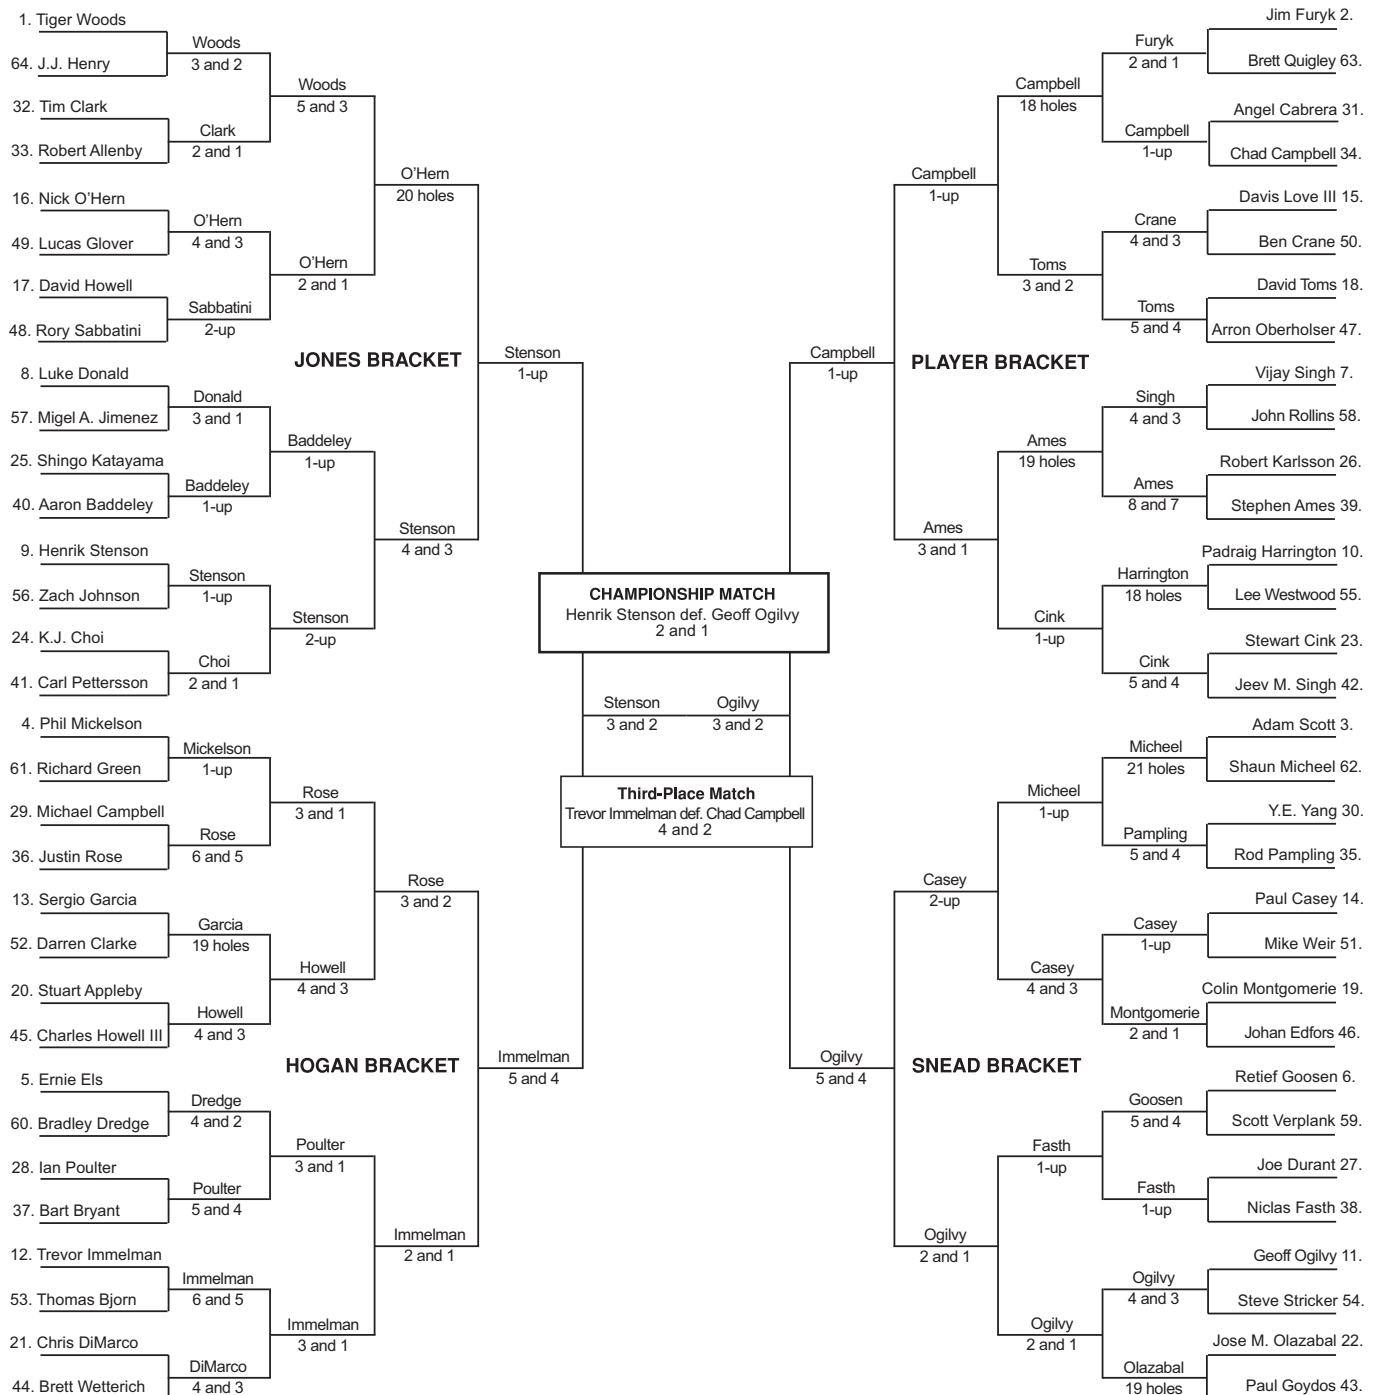 1. Tiger Woods
Woods
3 and 2
64. J.J. Henry
Woods
5 and 3
32. Tim Clark
Clark
2 and 1
33. Robert Allenby
O'Hern
20 holes
16. Nick O'Hern
O'Hern
4 and 3
49. Lucas Glover
O'Hern
2 and 1
17. David Howell
Sabbatini
2-up
48. Rory Sabbatini
JONES BRACKET
Stenson
1-up
8. Luke Donald
Donald
3 and 1
57. Migel A. Jimenez
Baddeley
1-up
25. Shingo Katayama
Baddeley
1-up
40. Aaron Baddeley
Stenson
4 and 3
9. Henrik Stenson
Stenson
1-up
56. Zach Johnson
Stenson
2-up
24. K.J. Choi
Choi
2 and 1
41. Carl Pettersson
4. Phil Mickelson
Mickelson
1-up
61. Richard Green
Rose
3 and 1
29. Michael Campbell
Rose
6 and 5
36. Justin Rose
Rose
3 and 2
13. Sergio Garcia
Garcia
19 holes
52. Darren Clarke
Howell
4 and 3
20. Stuart Appleby
Howell
4 and 3
45. Charles Howell III
HOGAN BRACKET
Immelman
5 and 4
5. Ernie Els
Dredge
4 and 2
60. Bradley Dredge
Poulter
3 and 1
28. Ian Poulter
Poulter
5 and 4
37. Bart Bryant
Immelman
2 and 1
12. Trevor Immelman
Immelman
6 and 5
53. Thomas Bjorn
Immelman
3 and 1
21. Chris DiMarco
DiMarco
4 and 3
44. Brett Wetterich
CHAMPIONSHIP MATCH
Henrik Stenson def. Geoff Ogilvy
2 and 1
Stenson
3 and 2
Ogilvy
3 and 2
Third-Place Match
Trevor Immelman def. Chad Campbell
4 and 2
Jim Furyk 2.
Furyk
2 and 1
Brett Quigley 63.
Campbell
18 holes
Angel Cabrera 31.
Campbell
1-up
Chad Campbell 34.
Campbell
1-up
Davis Love III 15.
Crane
4 and 3
Ben Crane 50.
Toms
3 and 2
David Toms 18.
Toms
5 and 4
Arron Oberholser 47.
Campbell
1-up
PLAYER BRACKET
Vijay Singh 7.
Singh
4 and 3
John Rollins 58.
Ames
19 holes
Robert Karlsson 26.
Ames
8 and 7
Stephen Ames 39.
Ames
3 and 1
Padraig Harrington 10.
Harrington
18 holes
Lee Westwood 55.
Cink
1-up
Stewart Cink 23.
Cink
5 and 4
Jeev M. Singh 42.
Adam Scott 3.
Micheel
21 holes
Shaun Micheel 62.
Micheel
1-up
Y.E. Yang 30.
Pampling
5 and 4
Rod Pampling 35.
Casey
2-up
Paul Casey 14.
Casey
1-up
Mike Weir 51.
Casey
4 and 3
Colin Montgomerie 19.
Montgomerie
2 and 1
Johan Edfors 46.
Ogilvy
5 and 4
SNEAD BRACKET
Retief Goosen 6.
Goosen
5 and 4
Scott Verplank 59.
Fasth
1-up
Joe Durant 27.
Fasth
1-up
Niclas Fasth 38.
Ogilvy
2 and 1
Geoff Ogilvy 11.
Ogilvy
4 and 3
Steve Stricker 54.
Ogilvy
2 and 1
Jose M. Olazabal 22.
Olazabal
19 holes
Paul Goydos 43.